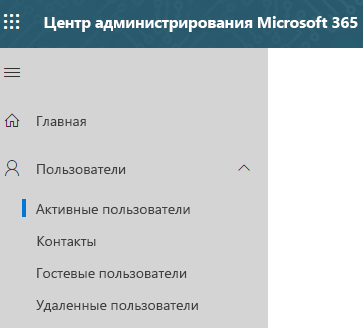 Центр администрирования Microsoft 365
Главная
Пользователи
Активные пользователи
Контакты
Гостевые пользователи
Удаленные пользователи